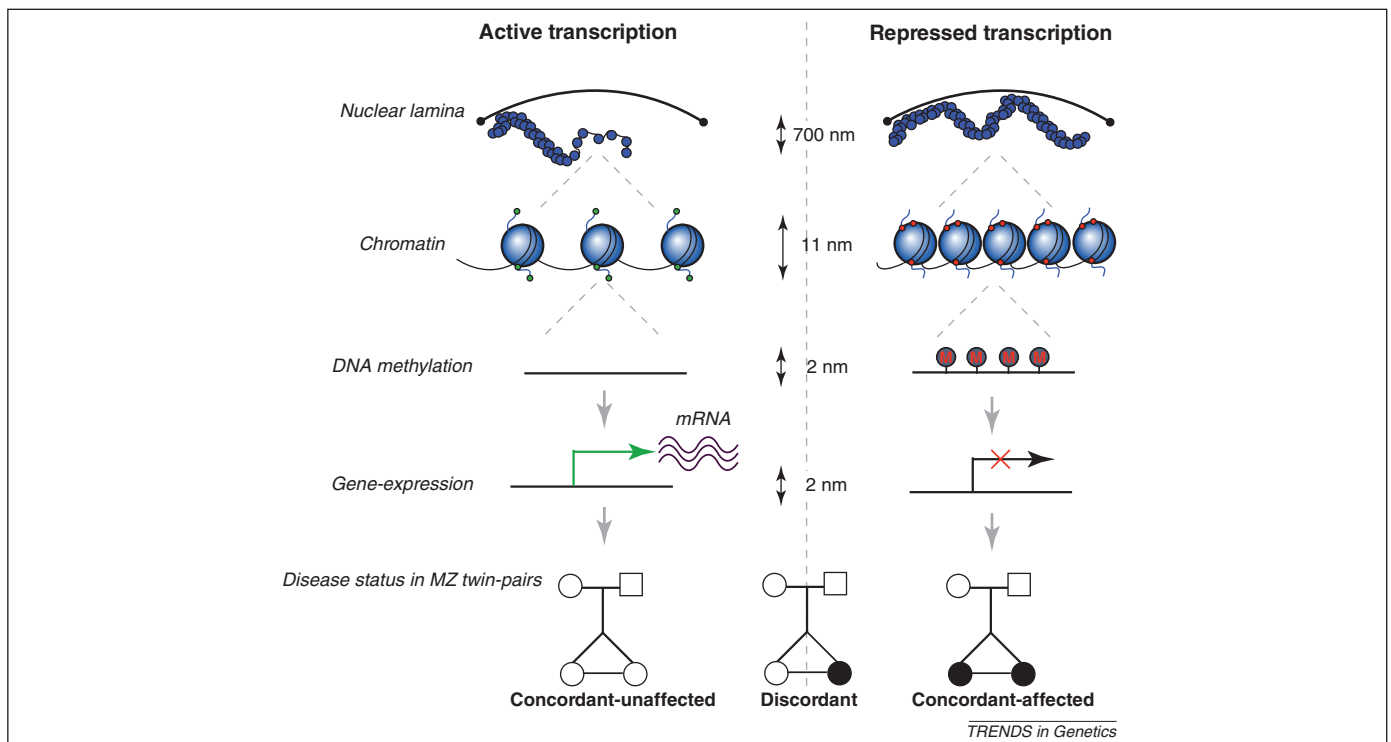 Active transcription
Repressed transcription
Nuclear lamina
700 nm
Chromatin
11 nm
DNA methylation
2 nm
M M M M
mRNA
Gene-expression
2 nm
Disease status in MZ twin-pairs
Concordant-unaffected
Discordant
Concordant-affected
TRENDS in Genetics